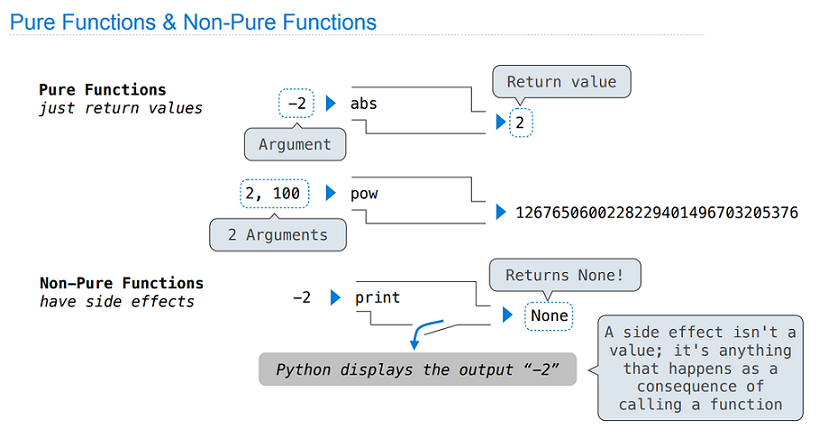 Pure Functions & Non-Pure Functions
Pure Functions
just return values
-2
abs
Return value
2
Argument
2, 100
pow
1267650600228229401496703205376
2 Arguments
Non-Pure Functions
have side effects
-2
print
Returns None!
None
Python displays the output “-2”
A side effect isn't a
value; it's anything
that happens as a
consequence of
calling a function